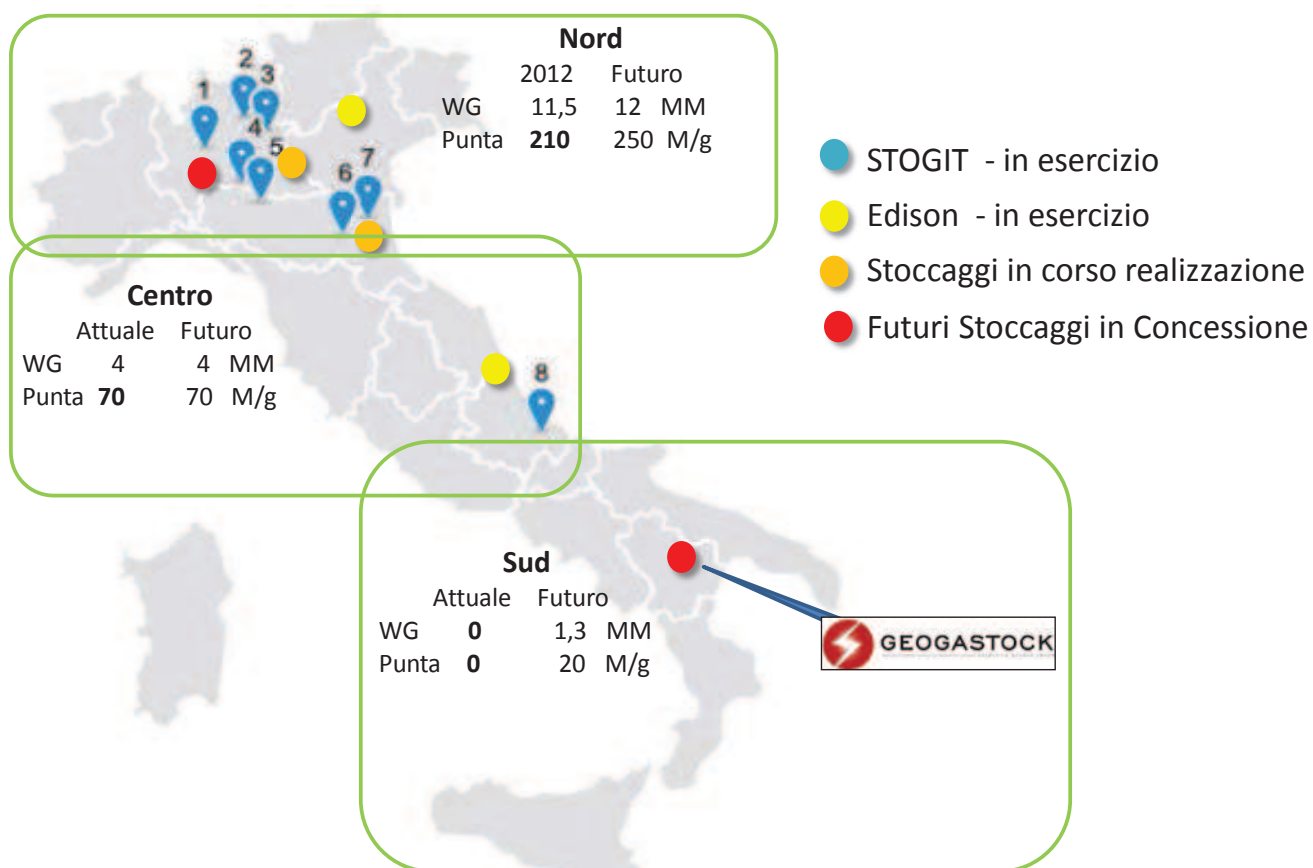 Nord
2012 Futuro
WG 11,5 12 MM
Punta 210 250 M/g
1
2
3
4
5
6
7
STOGIT - in esercizio
Edison - in esercizio
Stoccaggi in corso realizzazione
Futuri Stoccaggi in Concessione
Centro
Attuale Futuro
WG 4 4 MM
Punta 70 70 M/g
8
Sud
Attuale Futuro
WG 0 1,3 MM
Punta 0 20 M/g
GEOGASTOCK